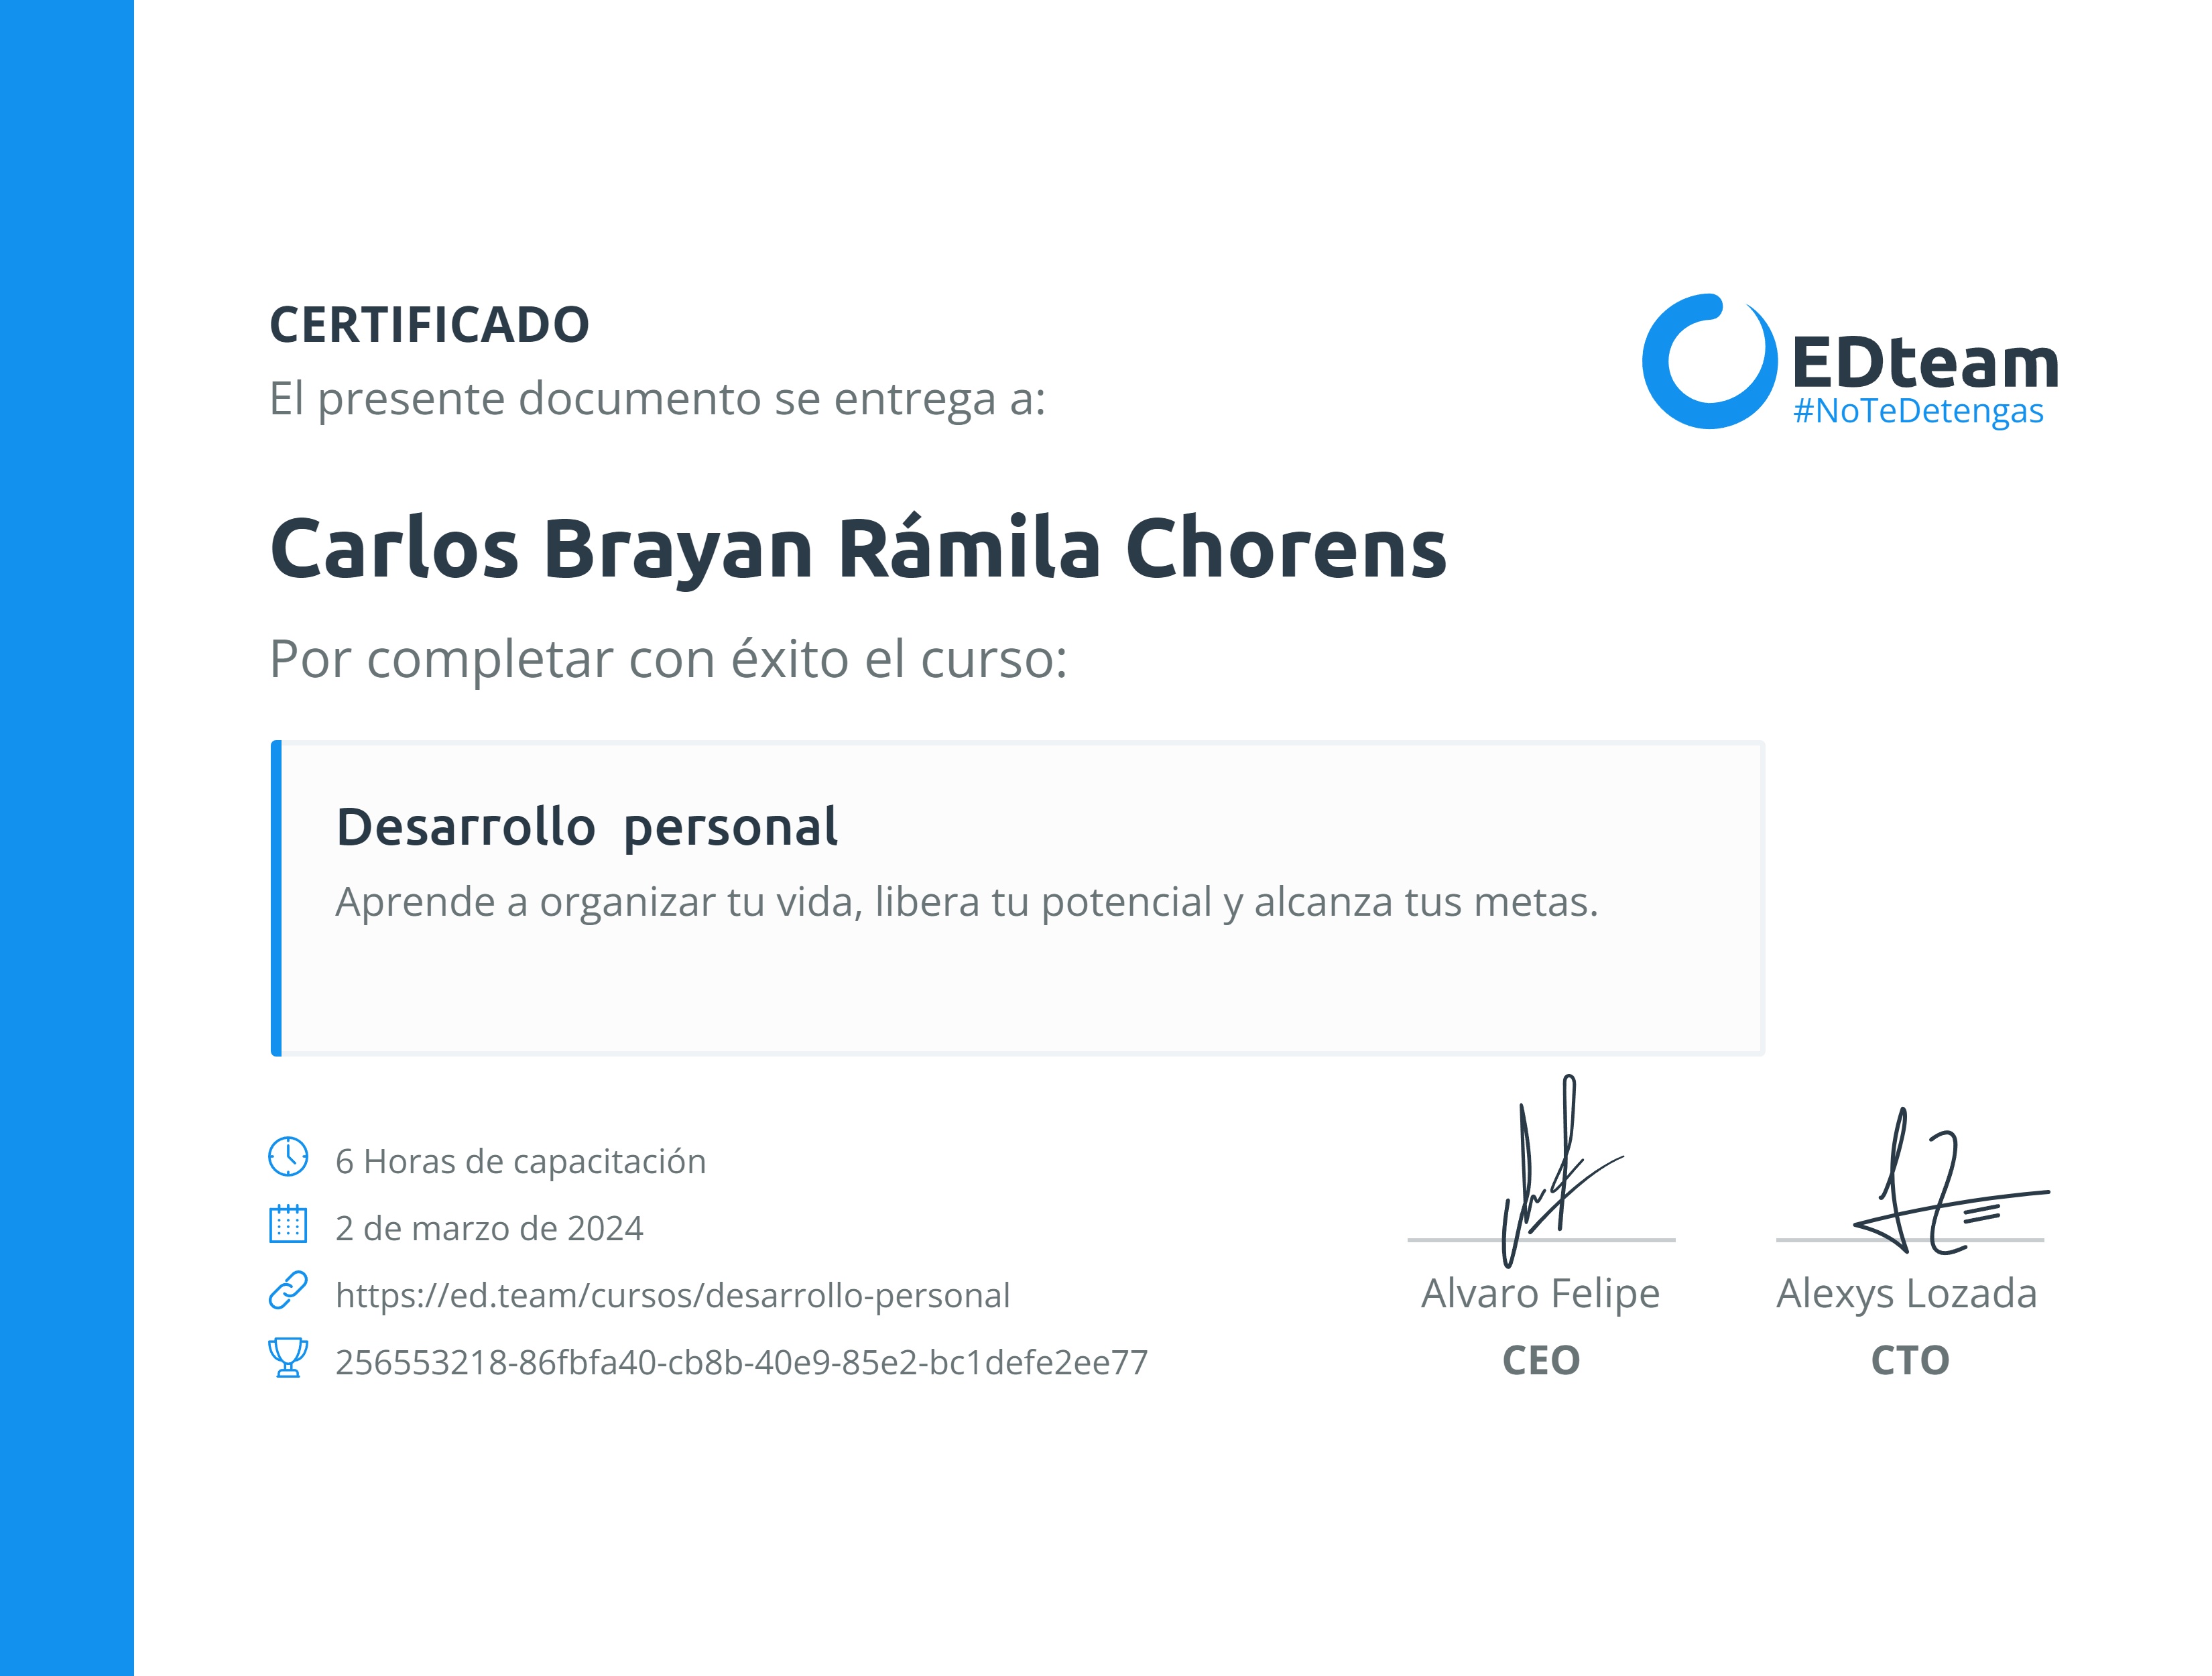 CERTIFICADO
El presente documento se entrega a:
EDteam
#NoTeDetengas
Carlos Brayan Rámila Chorens
Por completar con éxito el curso:
Desarrollo personal
Aprende a organizar tu vida, libera tu potencial y alcanza tus metas.
6 Horas de capacitación
2 de marzo de 2024
https://ed.team/cursos/desarrollo-personal
256553218-86fbfa40-cb8b-40e9-85e2-bc1defe2ee77
Alvaro Felipe
CEO
Alexys Lozada
CTO